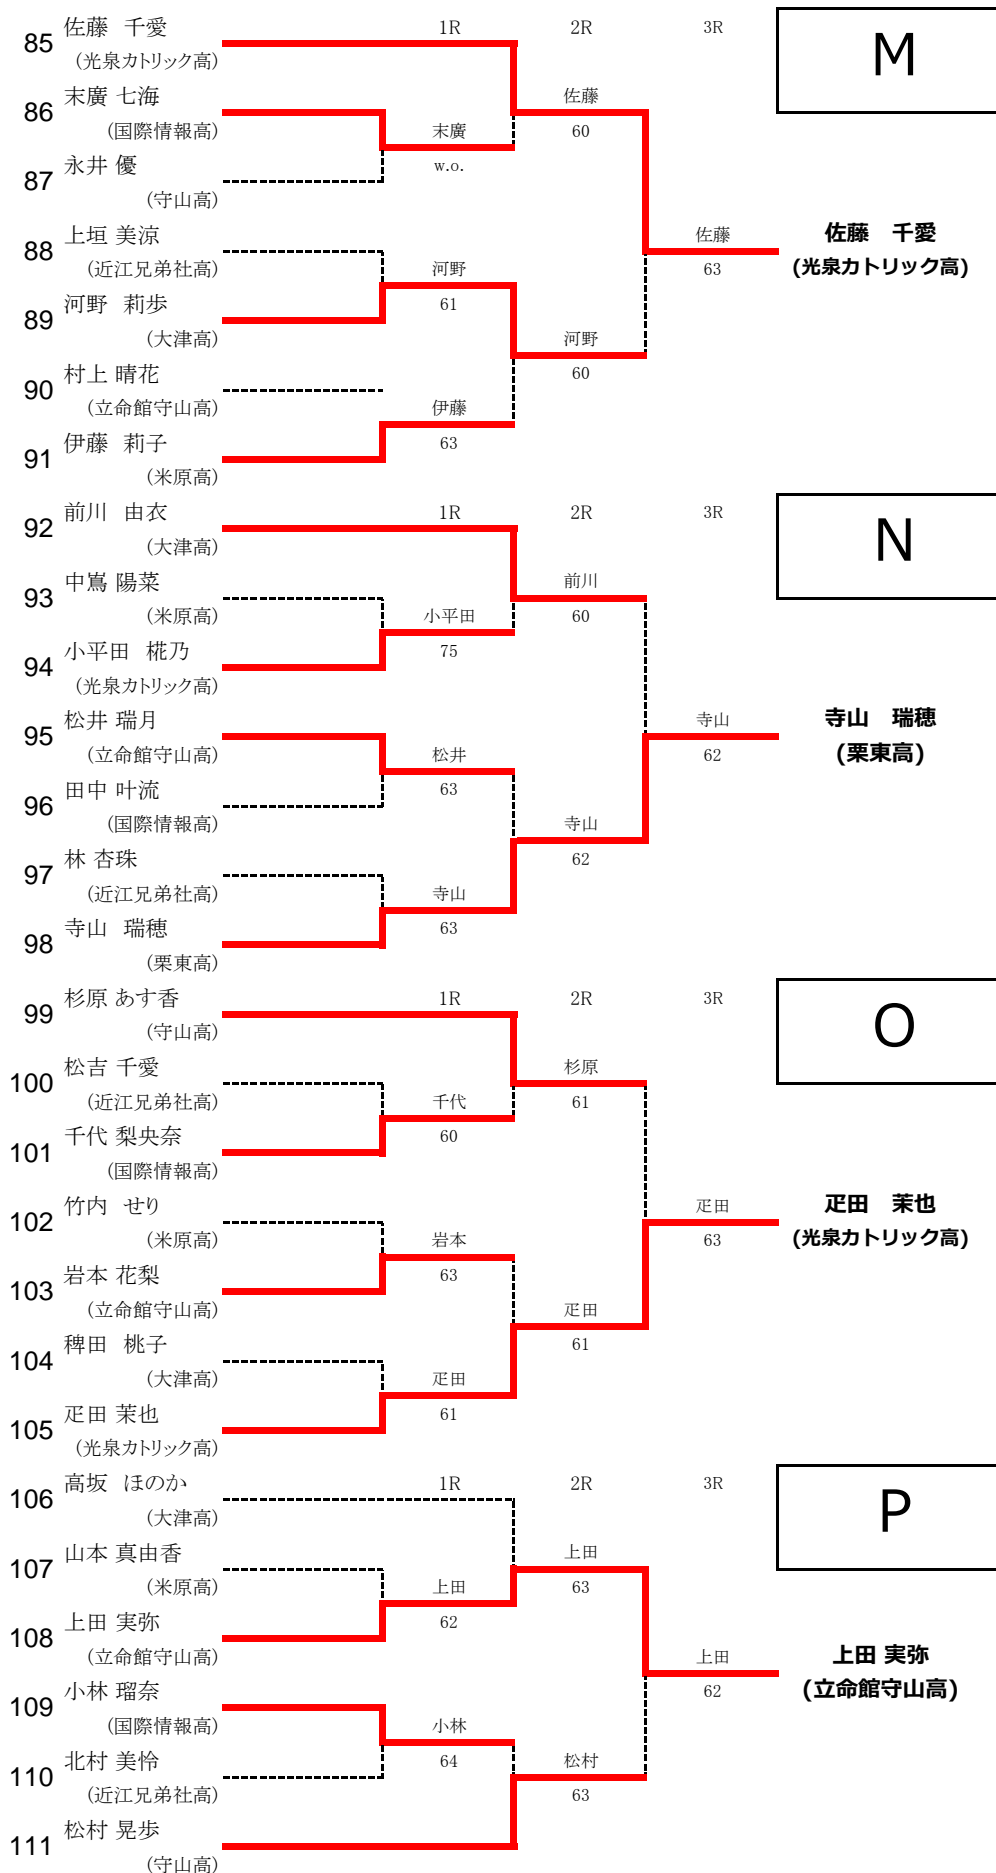 佐藤　千愛 1R 2R 3R M
85
(光泉カトリック高)
末廣 七海 佐藤
86
(国際情報高) 末廣 60
永井 優 w.o.
87
(守山高)
上垣 美涼 佐藤 佐藤　千愛
88
(近江兄弟社高) 河野 63 (光泉カトリック高)
河野 莉歩 61
89
(大津高) 河野
村上 晴花 60
90
(立命館守山高) 伊藤
伊藤 莉子 63
91
(米原高)
前川 由衣 1R 2R 3R N
92
(大津高)
中嶌 陽菜 前川
93
(米原高) 小平田 60
小平田 椛乃 75
94
(光泉カトリック高)
松井 瑞月 寺山 寺山　瑞穂
95
(立命館守山高) 松井 62 (栗東高)
田中 叶流 63
96
(国際情報高) 寺山
林 杏珠 62
97
(近江兄弟社高) 寺山
寺山 瑞穂 63
98
(栗東高)
杉原 あす香 1R 2R 3R O
99
(守山高)
松吉 千愛 杉原
100
(近江兄弟社高) 千代 61
千代 梨央奈 60
101
(国際情報高)
竹内 せり 疋田 疋田　茉也
102
(米原高) 岩本 63 (光泉カトリック高)
岩本 花梨 63
103
(立命館守山高) 疋田
稗田 桃子 61
104
(大津高) 疋田
疋田 茉也 61
105
(光泉カトリック高)
高坂 ほのか 1R 2R 3R P
106
(大津高)
山本 真由香 上田
107
(米原高) 上田 63
上田 実弥 62
108
(立命館守山高) 上田 上田 実弥
小林 瑠奈 62 (立命館守山高)
109
(国際情報高) 小林
北村 美怜 64 松村
110
(近江兄弟社高) 63
松村 晃歩
111
(守山高)